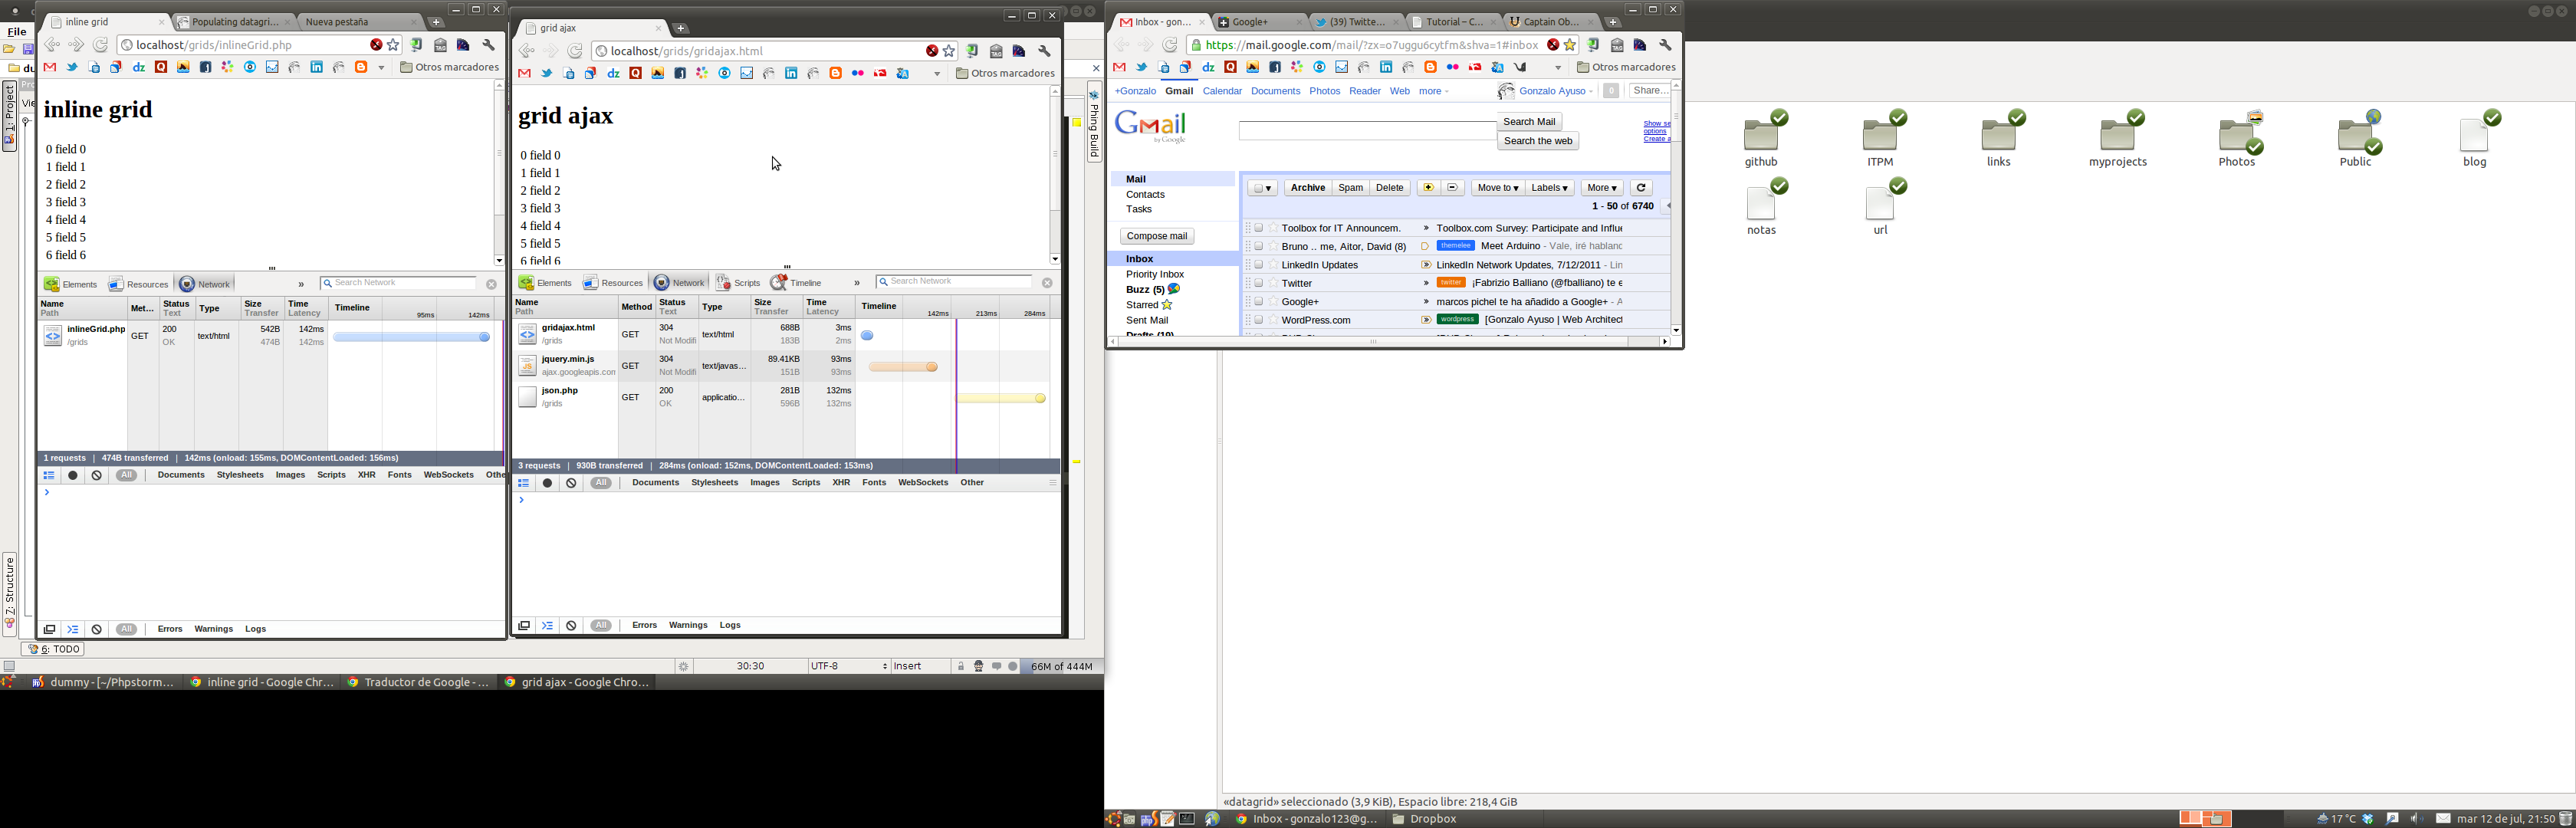 File
du
1: Project
Vie
7: Structure
inline grid
Populating datagri...
Nueva pestaña
localhost/grids/inlineGrid.php
Otros marcadores
inline grid
0 field 0
1 field 1
2 field 2
3 field 3
4 field 4
5 field 5
6 field 6
Elements
Resources
Network
»
Search Network
Name Met... Status Type Size Time Timeline
Path Text Transfer Latency 95ms 142ms
inlineGrid.php GET 200 text/html 542B 142ms
/grids OK 474B 142ms
1 requests | 474B transferred | 142ms (onload: 155ms, DOMContentLoaded: 156ms)
All Documents Stylesheets Images Scripts XHR Fonts WebSockets Othe
All Errors Warnings Logs
6: TODO
grid ajax
localhost/grids/gridajax.html
Otros marcadores
grid ajax
0 field 0
1 field 1
2 field 2
3 field 3
4 field 4
5 field 5
6 field 6
Elements
Resources
Network
Scripts
Timeline
»
Search Network
Name Method Status Type Size Time Timeline
Path Text Transfer Latency 142ms 213ms 284ms
gridajax.html GET 304 text/html 688B 3ms
/grids Not Modifi 183B 2ms
jquery.min.js GET 304 text/javas... 89.41KB 93ms
ajax.googleapis.com Not Modifi 151B 93ms
json.php GET 200 applicatio... 281B 132ms
/grids OK 596B 132ms
3 requests | 930B transferred | 284ms (onload: 152ms, DOMContentLoaded: 153ms)
All Documents Stylesheets Images Scripts XHR Fonts WebSockets Other
All Errors Warnings Logs
Phing Build
30:30 UTF-8 Insert 66M of 444M
dummy - [~/Phpstorm...
inline grid - Google Chr...
Traductor de Google - ...
grid ajax - Google Chro...
Inbox - gon...
Google+
(39) Twitte...
Tutorial – C...
Captain Ob...
https://mail.google.com/mail/?zx=o7uggu6cytfm&shva=1#inbox
Otros marcadores
+Gonzalo Gmail Calendar Documents Photos Reader Web more
Gonzalo Ayuso
0
Share...
Gmail
by Google
Search Mail
Search the web
Show se
options
Create a
Mail
Contacts
Tasks
Compose mail
Inbox
Priority Inbox
Buzz (5)
Starred
Sent Mail
Drafts (19)
Archive Spam Delete Move to Labels More
1 - 50 of 6740
Toolbox for IT Announcem. » Toolbox.com Survey: Participate and Influe
Bruno .. me, Aitor, David (8) themelee Meet Arduino - Vale, iré habland
LinkedIn Updates » LinkedIn Network Updates, 7/12/2011 - Lin
Twitter twitter ¡Fabrizio Balliano (@fballiano) te e
Google+ marcos pichel te ha añadido a Google+ - A
WordPress.com » wordpress [Gonzalo Ayuso | Web Architect
github
ITPM
links
myprojects
Photos
Public
blog
notas
url
«datagrid» seleccionado (3,9 KiB), Espacio libre: 218,4 GiB
Inbox - gonzalo123@g...
Dropbox
17 °C
mar 12 de jul, 21:50